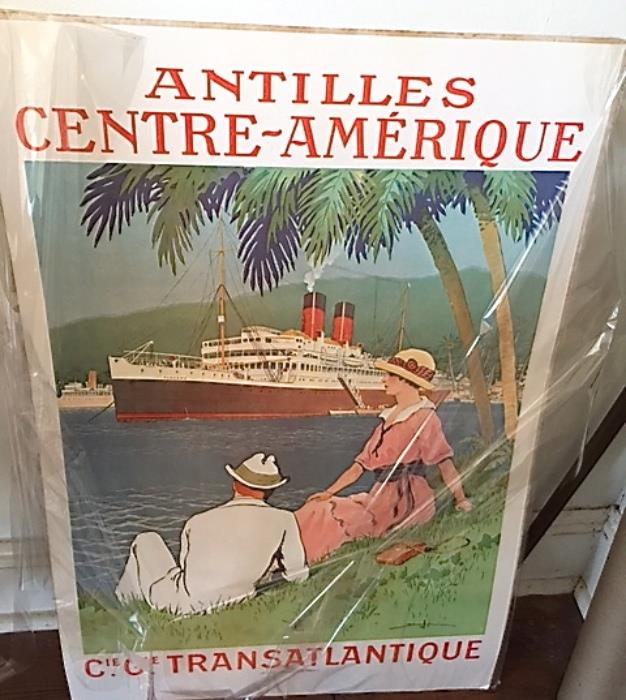 ANTILLES
CENTRE-AMÉRIQUE
CIE GLE TRANSATLANTIQUE